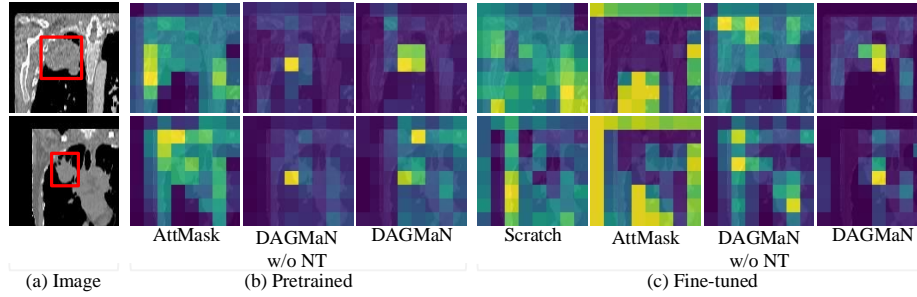 AttMask DAGMaN DAGMaN Scratch AttMask DAGMaN DAGMaN
w/o NT w/o NT
(a) Image (b) Pretrained (c) Fine-tuned